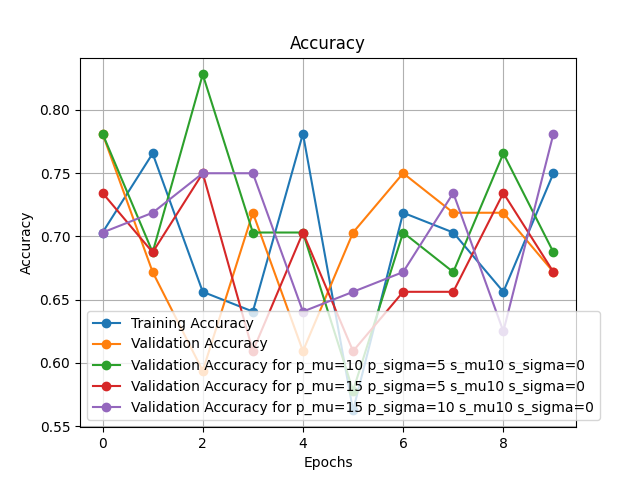 Accuracy
0.80
0.75
0.70
0.65
0.60
0.55
Accuracy
Training Accuracy
Validation Accuracy
Validation Accuracy for p_mu=10 p_sigma=5 s_mu10 s_sigma=0
Validation Accuracy for p_mu=15 p_sigma=5 s_mu10 s_sigma=0
Validation Accuracy for p_mu=15 p_sigma=10 s_mu10 s_sigma=0
0 2 4 6 8
Epochs